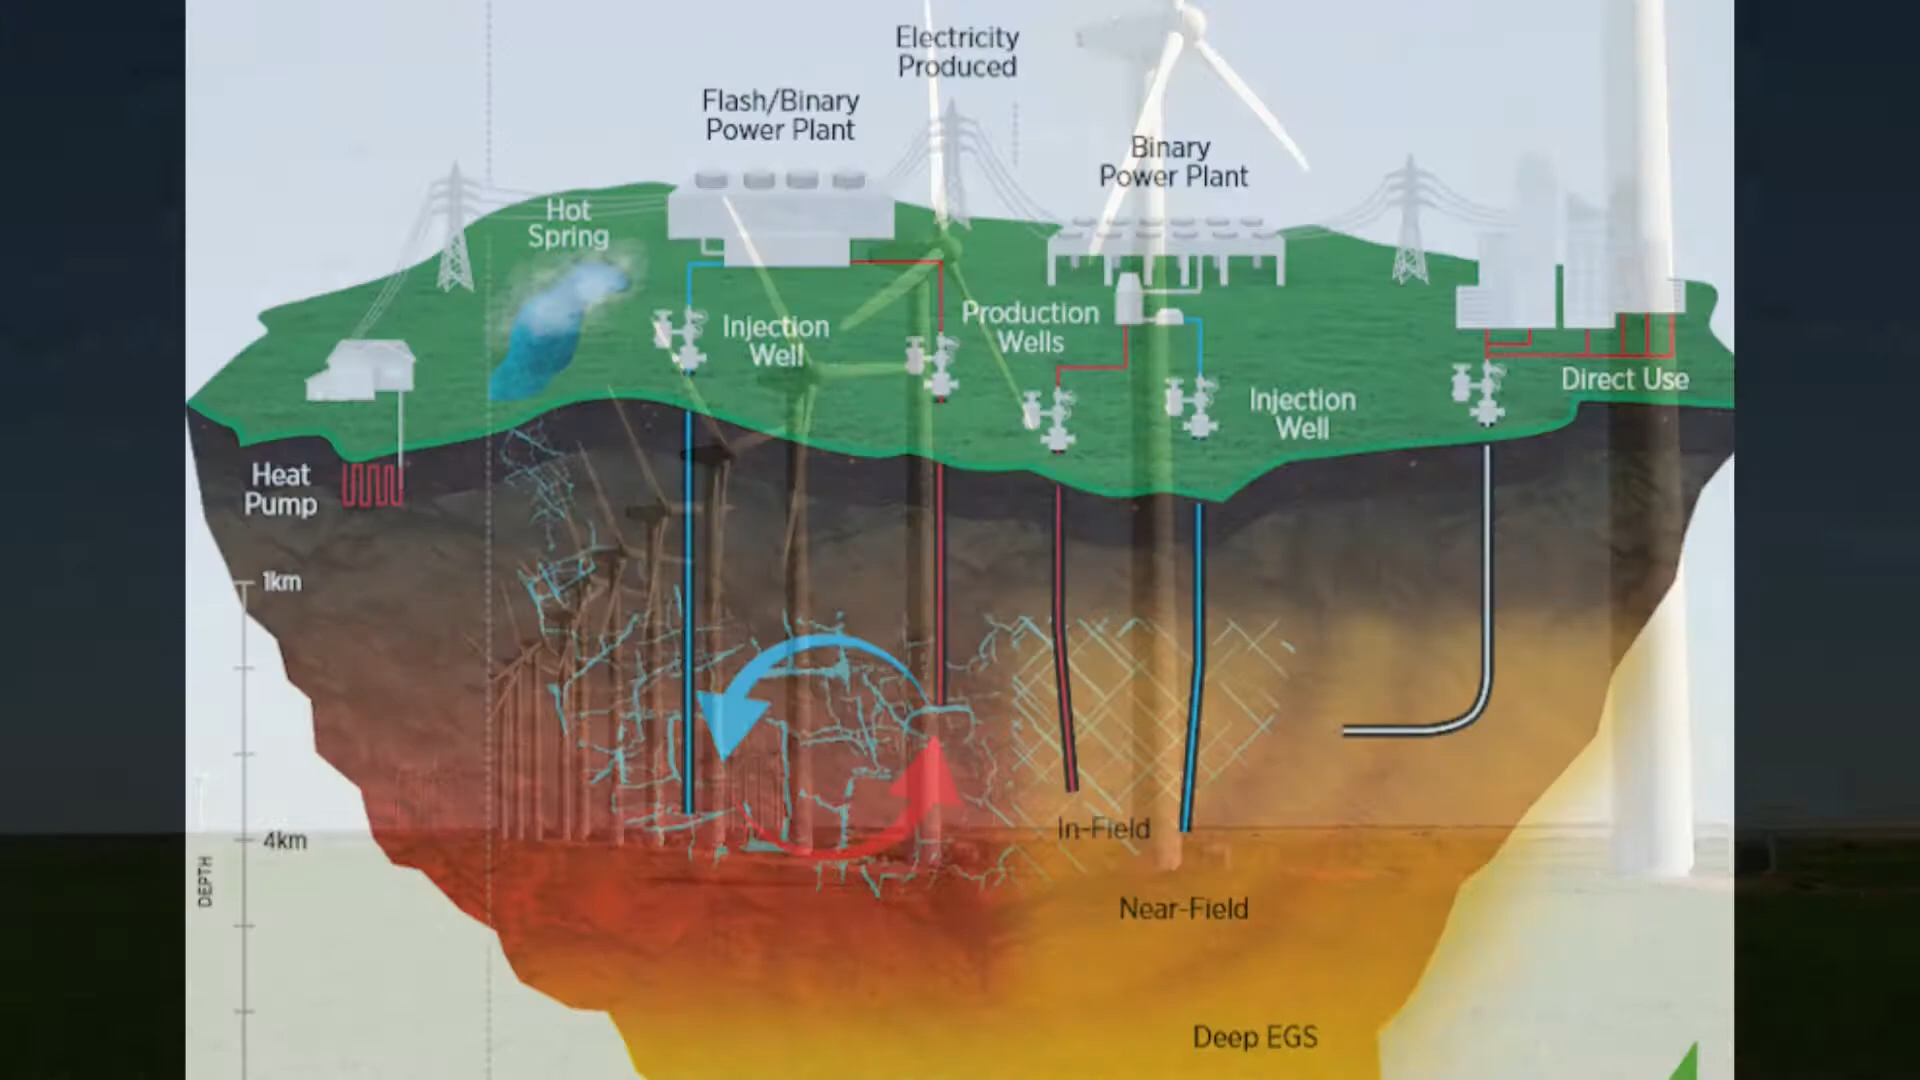 Electricity
Produced
Flash/Binary
Power Plant
Binary
Power Plant
Hot
Spring
Injection
Well
Production
Wells
Injection
Well
Direct Use
Heat
Pump
1km
In-Field
4km
DEPTH
Near-Field
Deep EGS